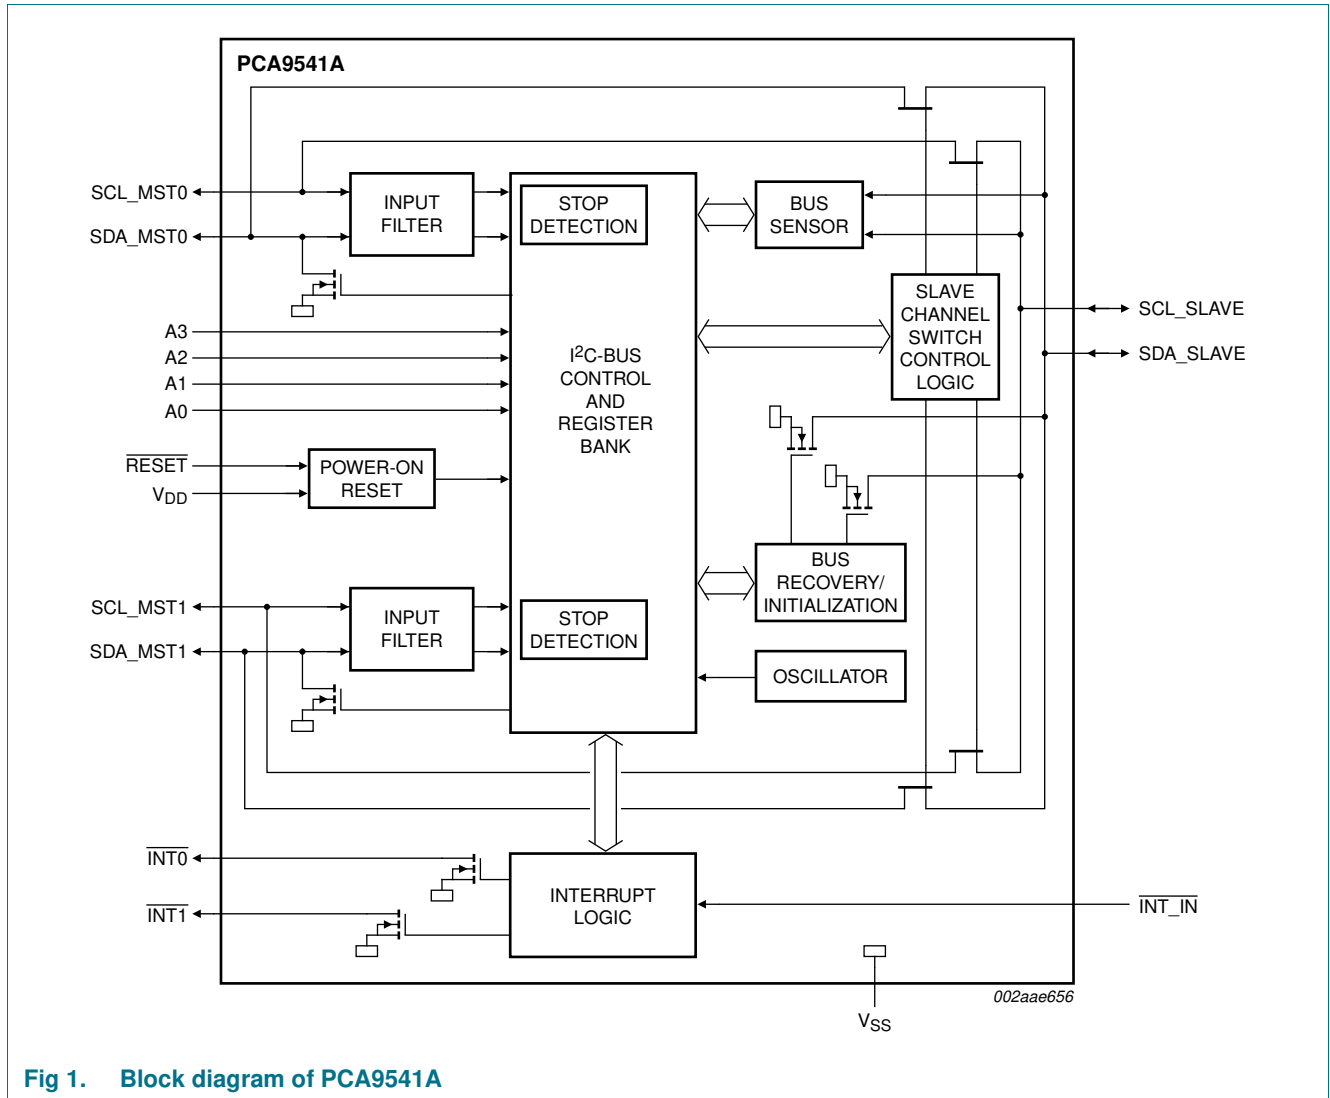 PCA9541A
SCL_MST0
SDA_MST0
INPUT
FILTER
STOP
DETECTION
BUS
SENSOR
A3
A2
A1
A0
I²C-BUS
CONTROL
AND
REGISTER
BANK
SLAVE
CHANNEL
SWITCH
CONTROL
LOGIC
SCL_SLAVE
SDA_SLAVE
RESET
VDD
POWER-ON
RESET
BUS
RECOVERY/
INITIALIZATION
SCL_MST1
SDA_MST1
INPUT
FILTER
STOP
DETECTION
OSCILLATOR
INT0
INT1
INTERRUPT
LOGIC
INT_IN
VSS
002aae656
Fig 1. Block diagram of PCA9541A